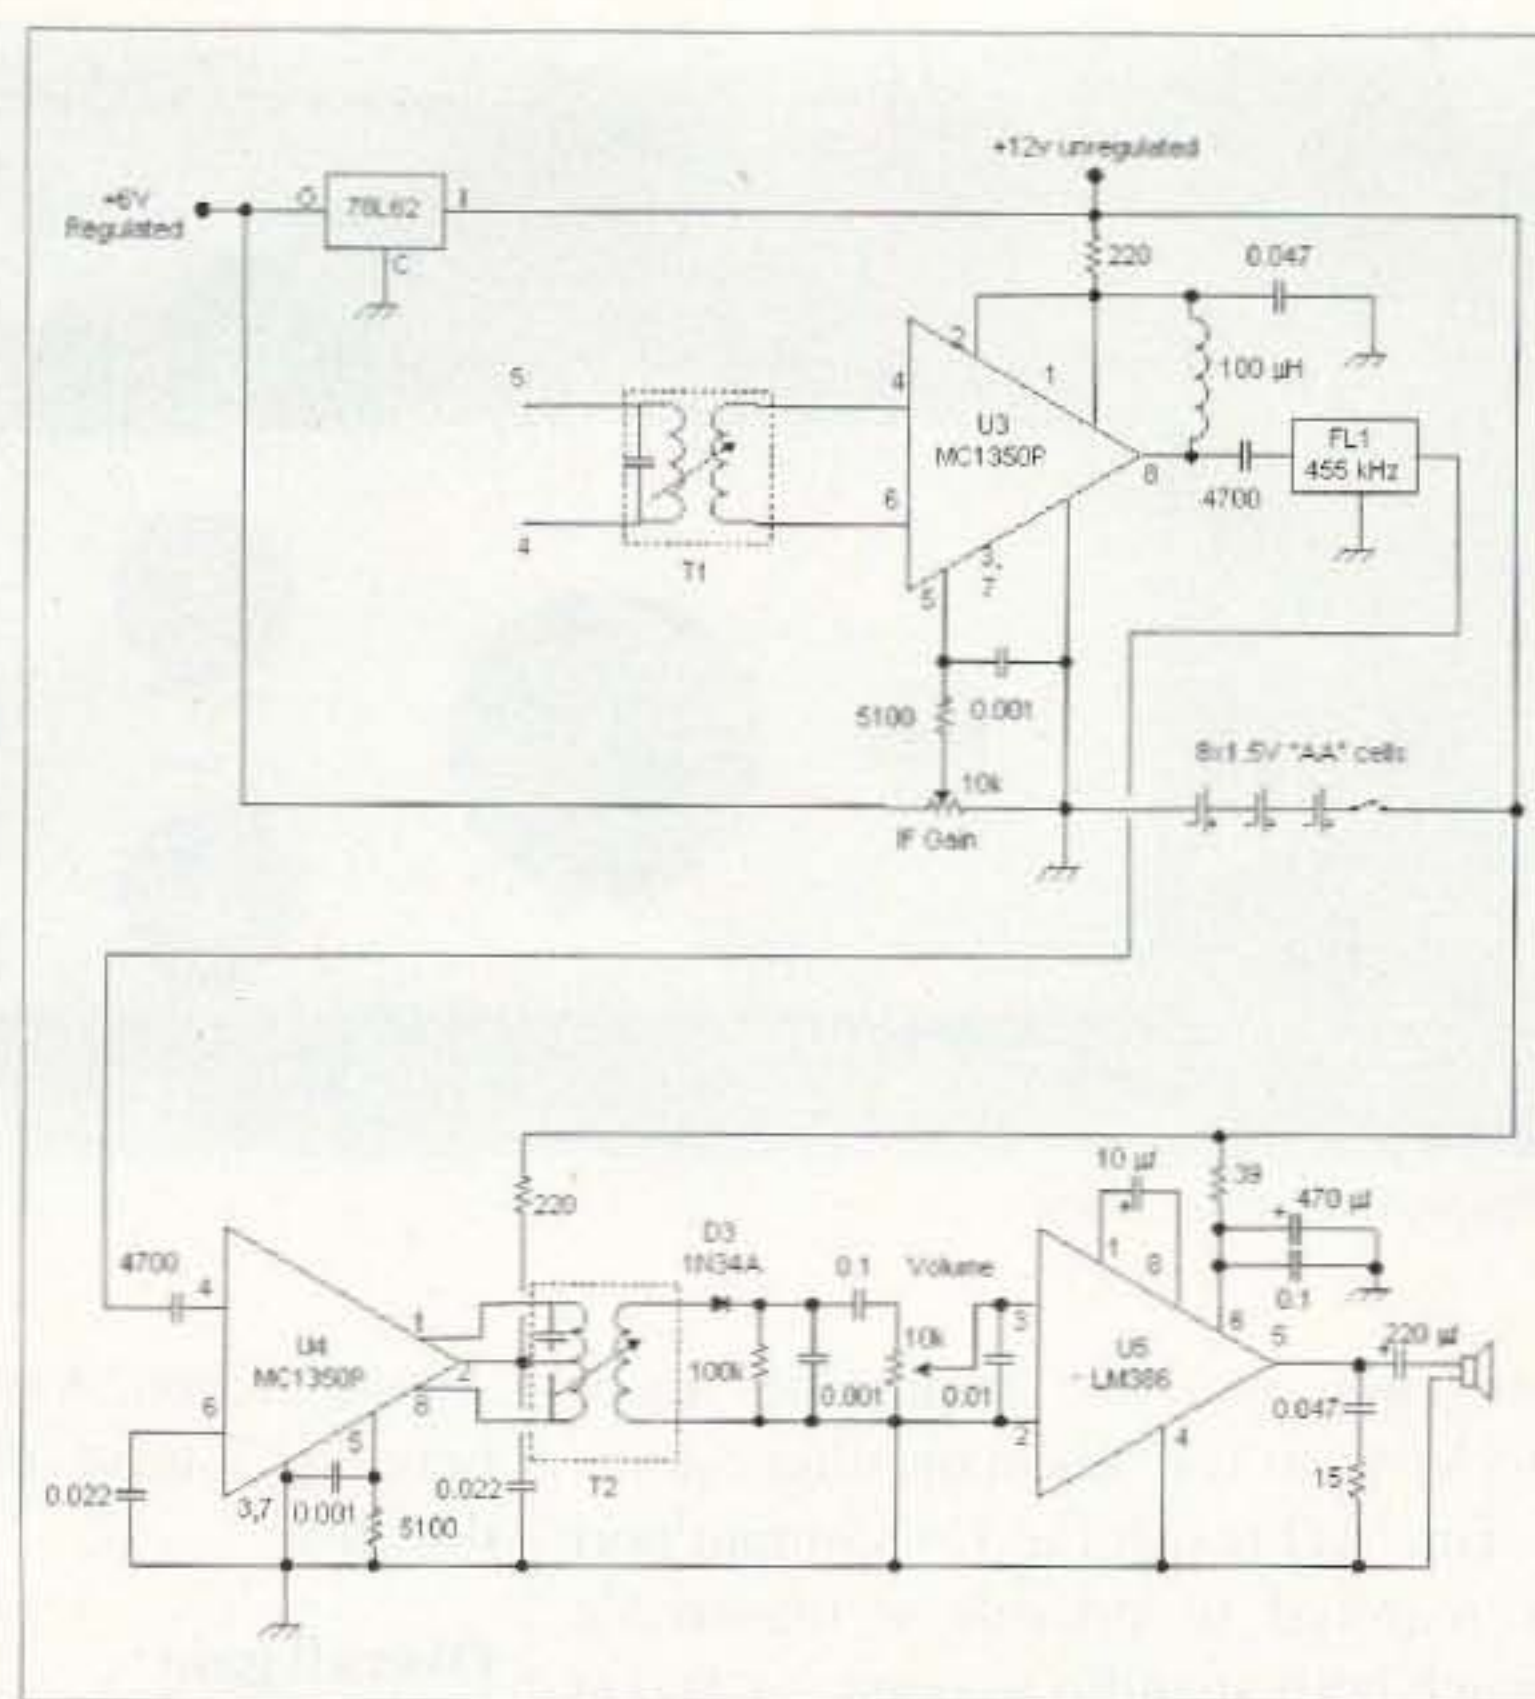 +12v unregulated
+6V
Regulated
O
78L62
I
C
220
0.047
2
1
100 µH
5
4
U3
MC1350P
FL1
455 kHz
8
4700
6
4
T1
5
3,
7
5100
0.001
8x1.5V "AA" cells
10k
IF Gain
10 µf
39
470 µf
220
+
+
4700
4
D3
1N34A
0.1
Volume
1
8
0.1
1
U4
MC1350P
2
10k
3
6
5
220 µf
+
100k
U5
LM386
6
8
0.001
0.01
0.047
5
2
4
0.022
3,7
0.001
5100
0.022
T2
15